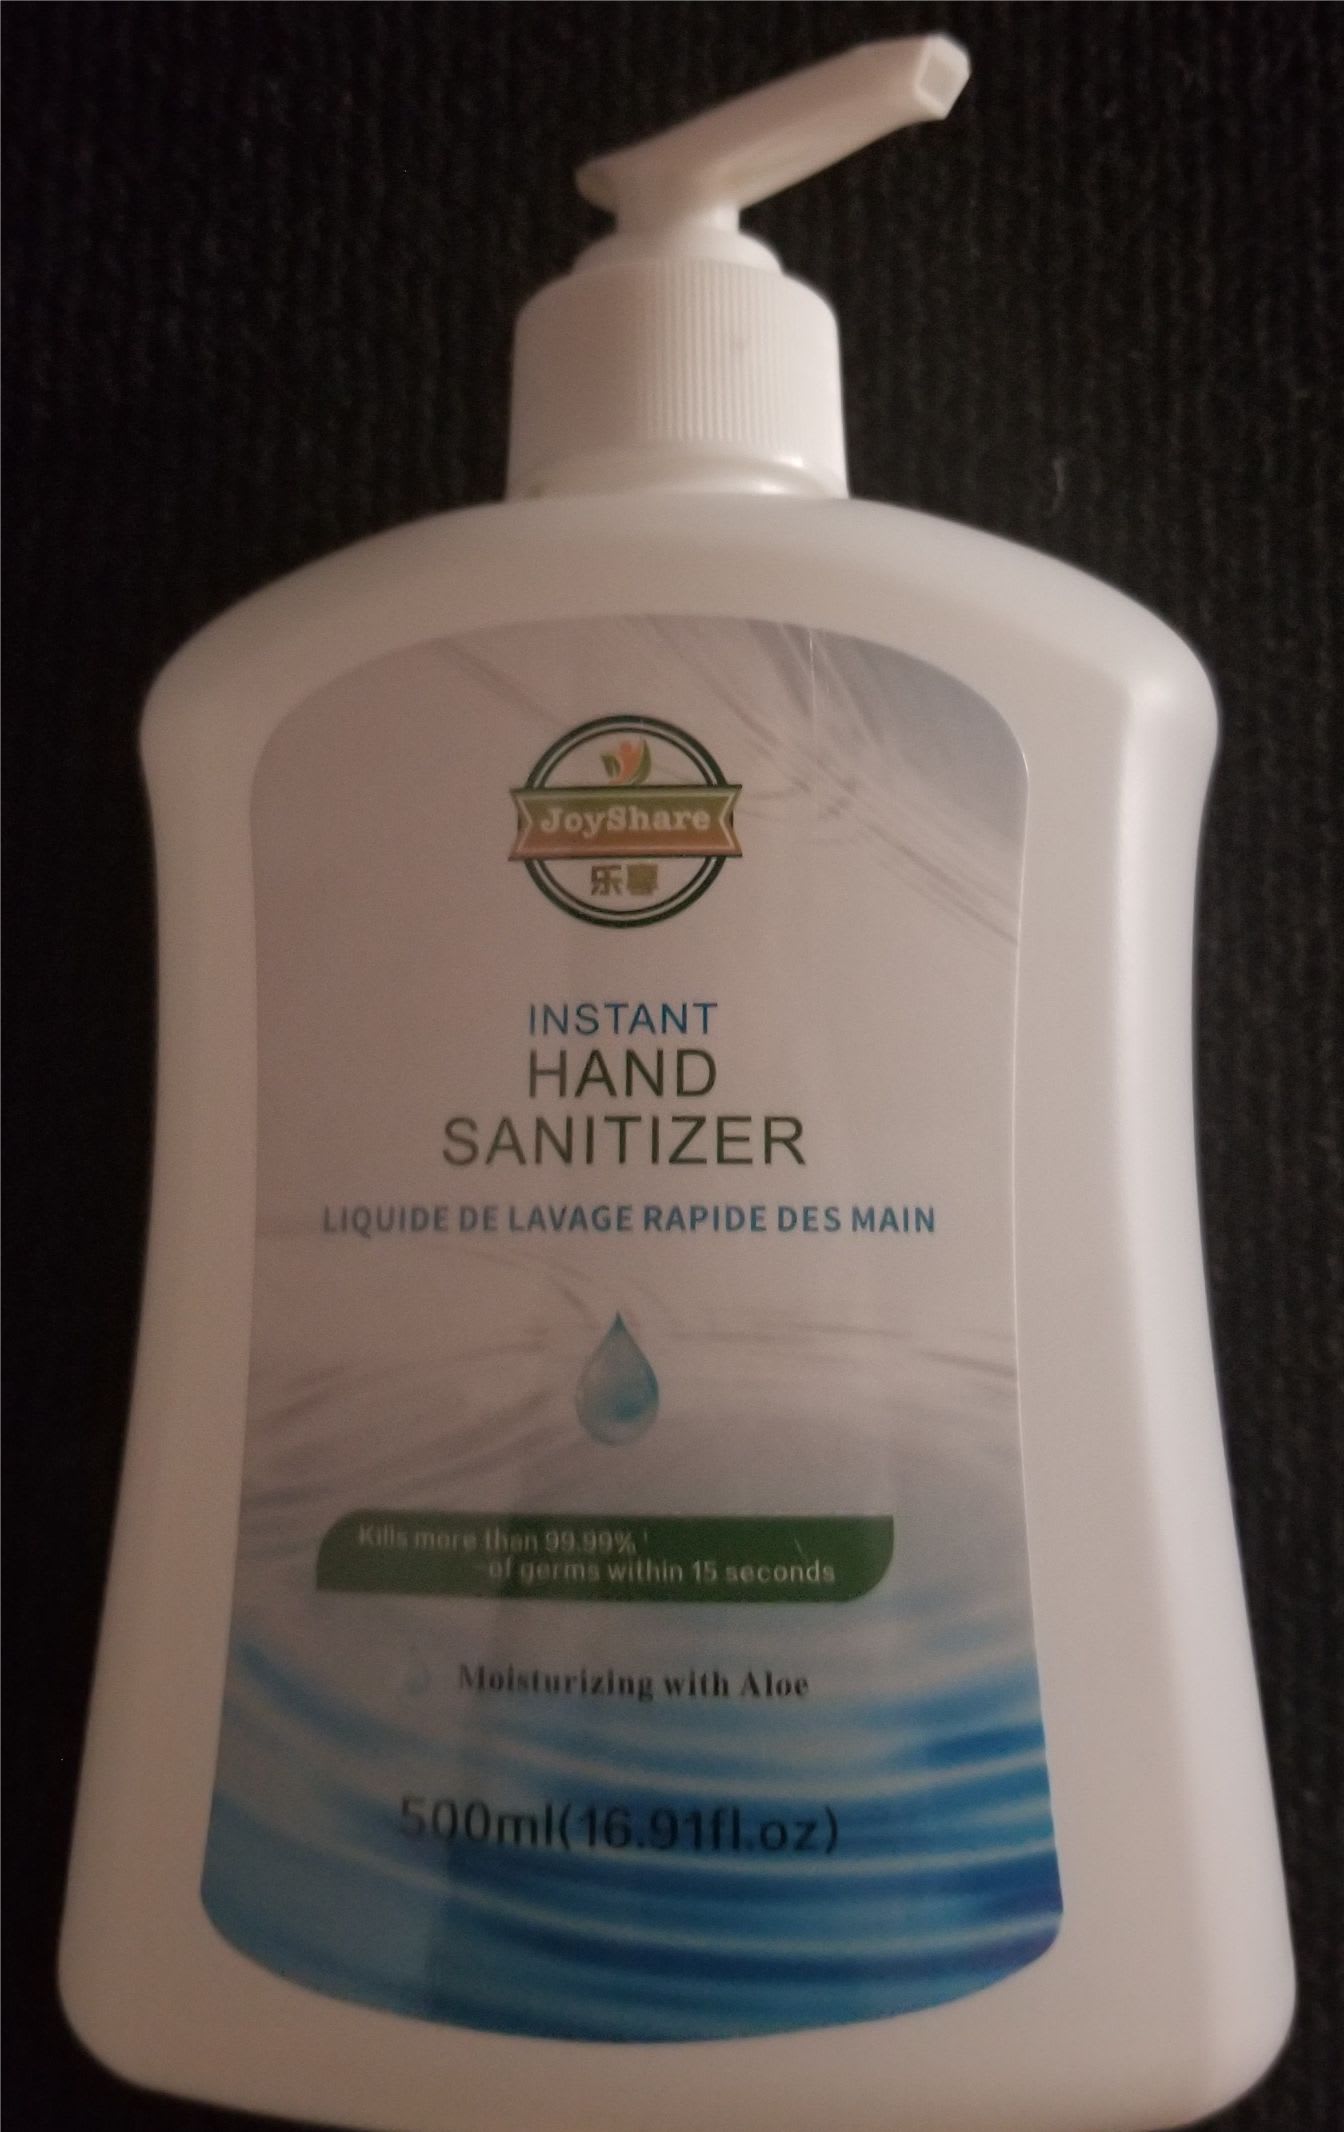 JoyShare
乐享
INSTANT
HAND
SANITIZER
LIQUIDE DE LAVAGE RAPIDE DES MAIN
Kills more than 99.99%¹
of germs within 15 seconds
Moisturizing with Aloe
500ml(16.91fl.oz)